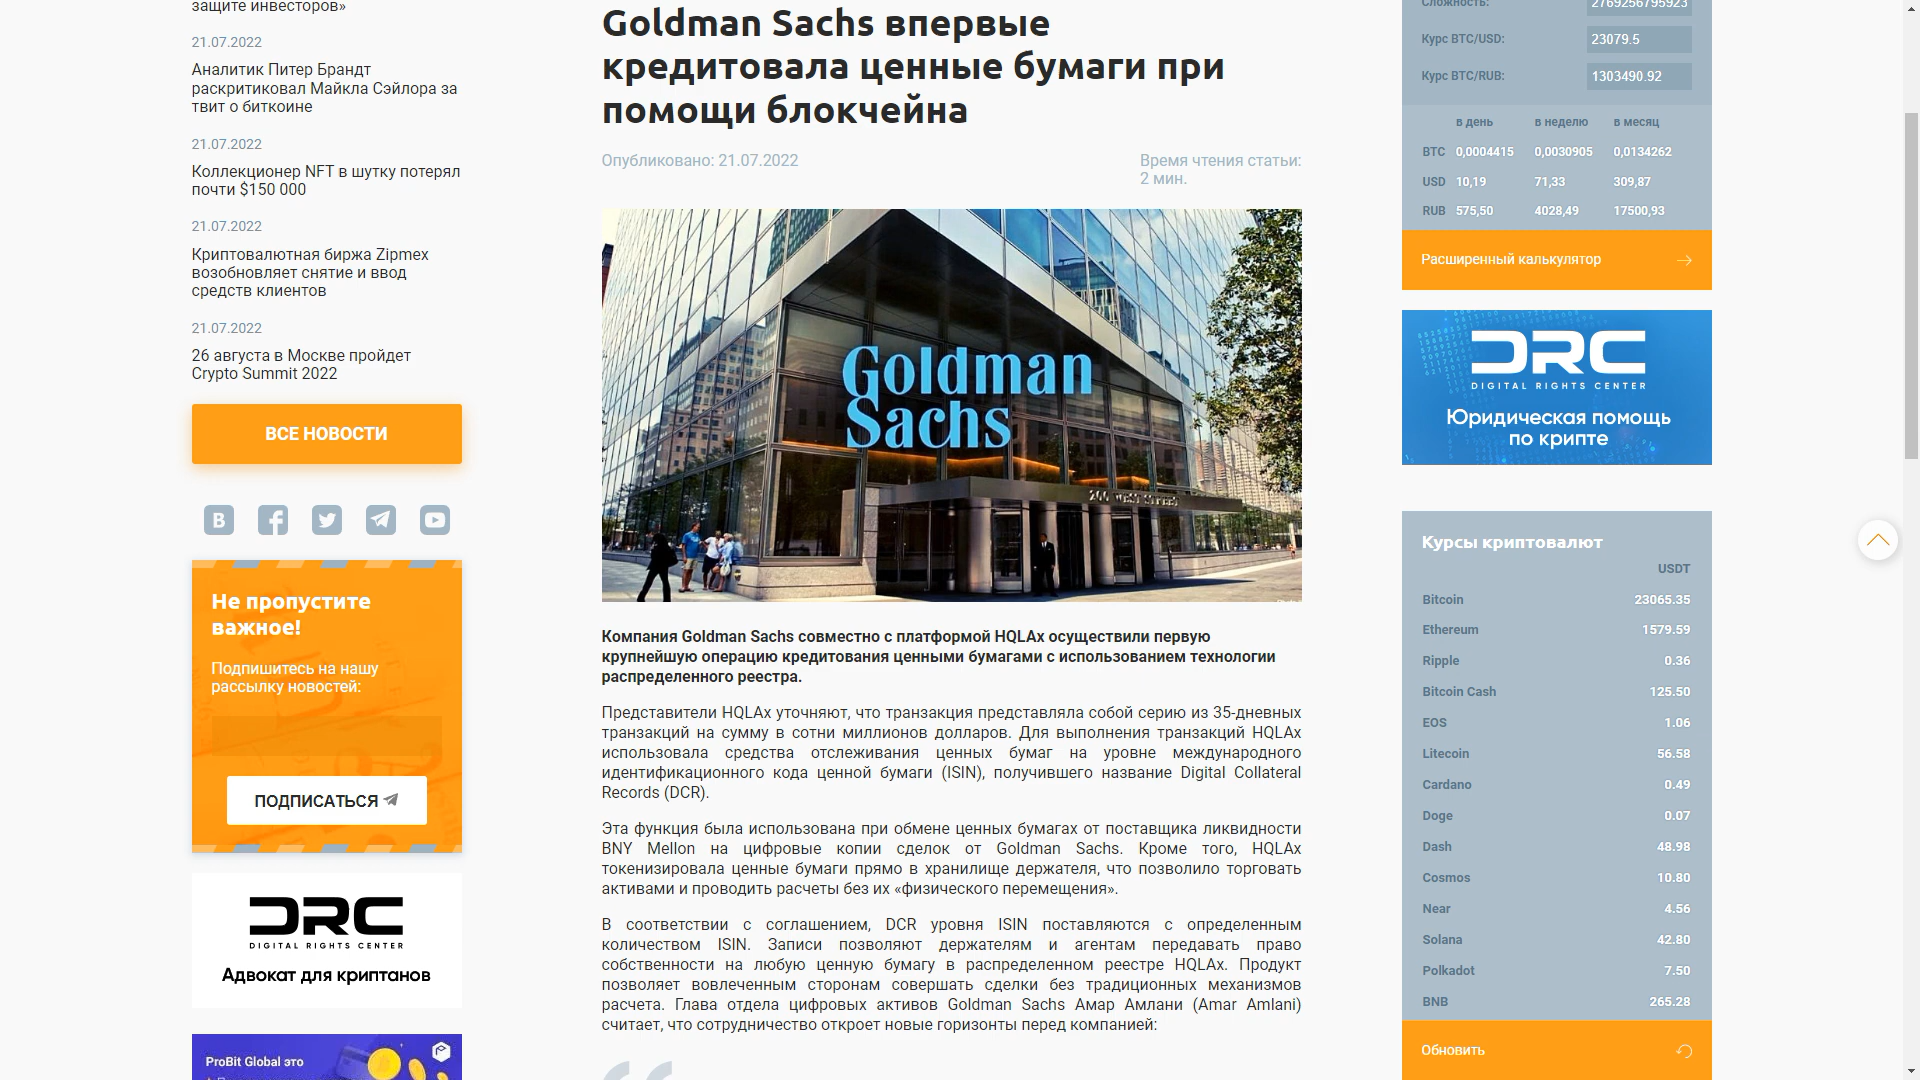 защите инвесторов»
21.07.2022
Аналитик Питер Брандт
раскритиковал Майкла Сэйлора за
твит о биткоине
21.07.2022
Коллекционер NFT в шутку потерял
почти $150 000
21.07.2022
Криптовалютная биржа Zipmex
возобновляет снятие и ввод
средств клиентов
21.07.2022
26 августа в Москве пройдет
Crypto Summit 2022
ВСЕ НОВОСТИ
Не пропустите
важное!
Подпишитесь на нашу
рассылку новостей:
ПОДПИСАТЬСЯ
DRC
DIGITAL RIGHTS CENTER
Адвокат для криптанов
ProBit Global это
Goldman Sachs впервые
кредитовала ценные бумаги при
помощи блокчейна
Опубликовано: 21.07.2022
Время чтения статьи:
2 мин.
Goldman
Sachs
200 WEST STREET
Компания Goldman Sachs совместно с платформой HQLAx осуществили первую
крупнейшую операцию кредитования ценными бумагами с использованием технологии
распределенного реестра.
Представители HQLAx уточняют, что транзакция представляла собой серию из 35-дневных
транзакций на сумму в сотни миллионов долларов. Для выполнения транзакций HQLAx
использовала средства отслеживания ценных бумаг на уровне международного
идентификационного кода ценной бумаги (ISIN), получившего название Digital Collateral
Records (DCR).
Эта функция была использована при обмене ценных бумагах от поставщика ликвидности
BNY Mellon на цифровые копии сделок от Goldman Sachs. Кроме того, HQLAx
токенизировала ценные бумаги прямо в хранилище держателя, что позволило торговать
активами и проводить расчеты без их «физического перемещения».
В соответствии с соглашением, DCR уровня ISIN поставляются с определенным
количеством ISIN. Записи позволяют держателям и агентам передавать право
собственности на любую ценную бумагу в распределенном реестре HQLAx. Продукт
позволяет вовлеченным сторонам совершать сделки без традиционных механизмов
расчета. Глава отдела цифровых активов Goldman Sachs Амар Амлани (Amar Amlani)
считает, что сотрудничество откроет новые горизонты перед компанией:
Сложность: 2769256795923
Курс BTC/USD: 23079.5
Курс BTC/RUB: 1303490.92
в день в неделю в месяц
BTC 0,0004415 0,0030905 0,0134262
USD 10,19 71,33 309,87
RUB 575,50 4028,49 17500,93
Расширенный калькулятор
DRC
DIGITAL RIGHTS CENTER
Юридическая помощь
по крипте
Курсы криптовалют
USDT
Bitcoin 23065.35
Ethereum 1579.59
Ripple 0.36
Bitcoin Cash 125.50
EOS 1.06
Litecoin 56.58
Cardano 0.49
Doge 0.07
Dash 48.98
Cosmos 10.80
Near 4.56
Solana 42.80
Polkadot 7.50
BNB 265.28
Обновить